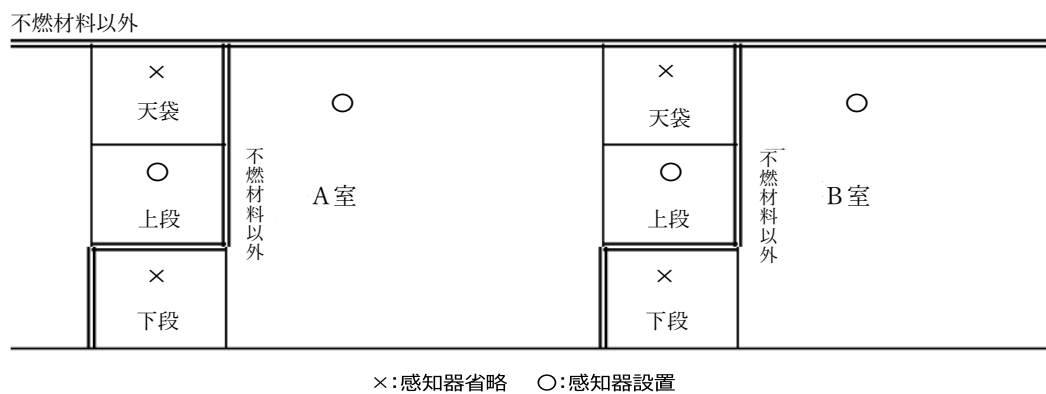 不燃材料以外
×
天袋
○
上段
×
下段
不燃材料以外
○
A室
×
天袋
○
上段
×
下段
不燃材料以外
○
B室
×:感知器省略 ○:感知器設置